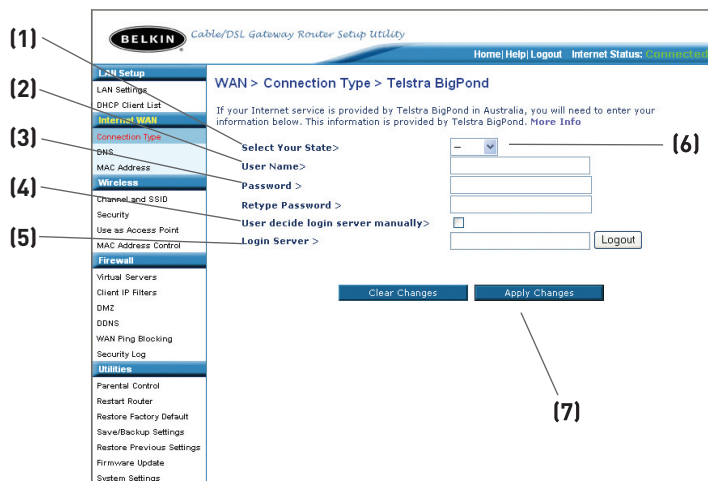 BELKIN
Cable/DSL Gateway Router Setup Utility
Home| Help| Logout Internet Status: Connected
LAN Setup
LAN Settings
DHCP Client List
Internet WAN
Connection Type
DNS
MAC Address
Wireless
Channel and SSID
Security
Use as Access Point
MAC Address Control
Firewall
Virtual Servers
Client IP Filters
DMZ
DDNS
WAN Ping Blocking
Security Log
Utilities
Parental Control
Restart Router
Restore Factory Default
Save/Backup Settings
Restore Previous Settings
Firmware Update
System Settings
WAN > Connection Type > Telstra BigPond
If your Internet service is provided by Telstra BigPond in Australia, you will need to enter your
information below. This information is provided by Telstra BigPond. More Info
(1)
Select Your State>
–
(6)
(2)
User Name>
(3)
Password >
Retype Password >
(4)
User decide login server manually>
(5)
Login Server >
Logout
Clear Changes
Apply Changes
(7)